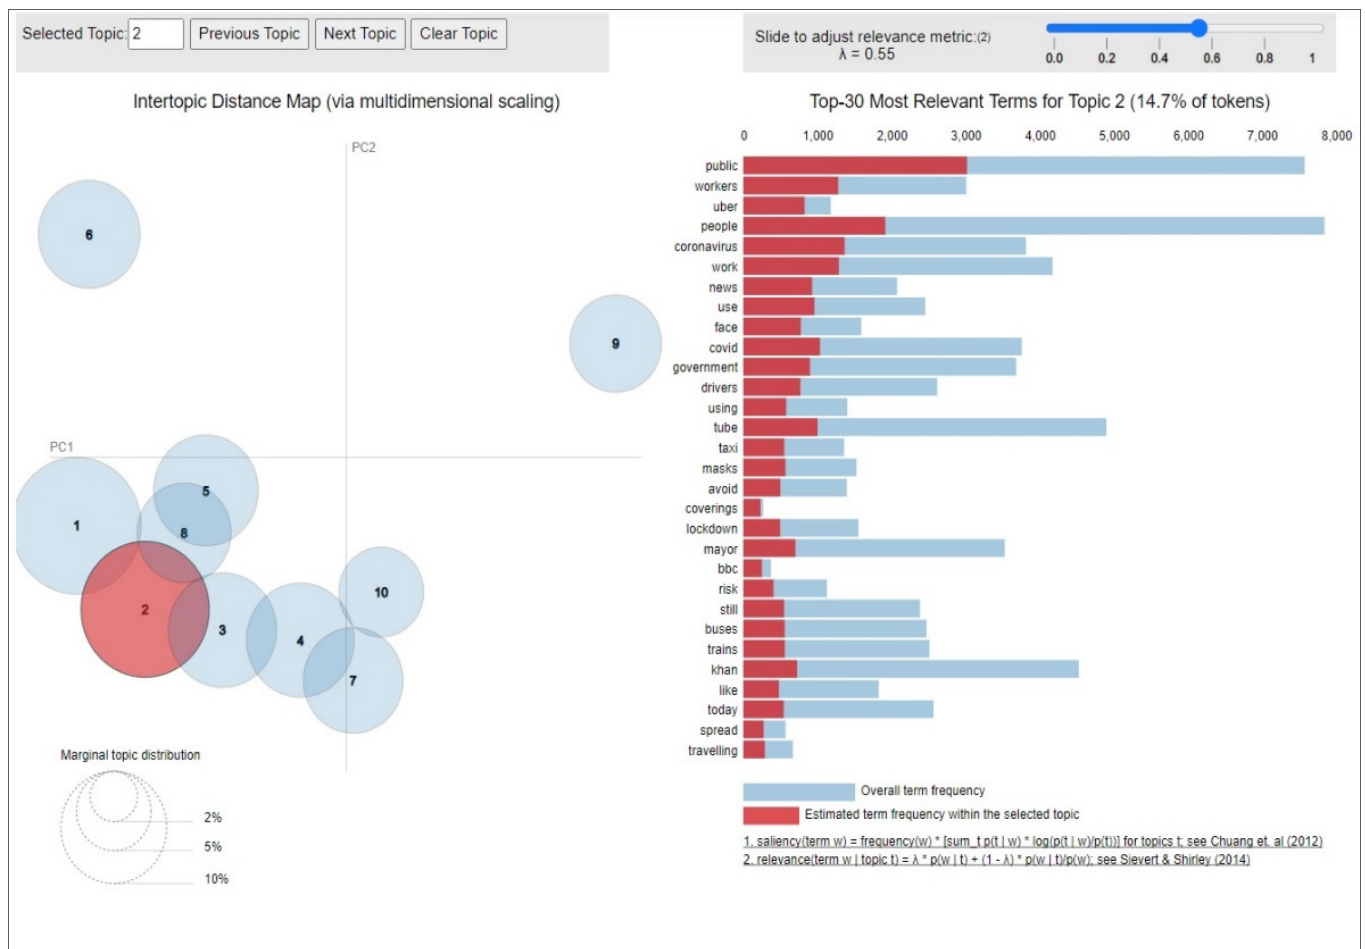 Selected Topic: 2 Previous Topic Next Topic Clear Topic
Slide to adjust relevance metric:(2)
λ = 0.55
0.0 0.2 0.4 0.6 0.8 1
Intertopic Distance Map (via multidimensional scaling)
PC2
PC1
6
9
5
1
8
2
3
4
10
7
Marginal topic distribution
2%
5%
10%
Top-30 Most Relevant Terms for Topic 2 (14.7% of tokens)
0 1,000 2,000 3,000 4,000 5,000 6,000 7,000 8,000
public
workers
uber
people
coronavirus
work
news
use
face
covid
government
drivers
using
tube
taxi
masks
avoid
coverings
lockdown
mayor
bbc
risk
still
buses
trains
khan
like
today
spread
travelling
Overall term frequency
Estimated term frequency within the selected topic
1. saliency(term w) = frequency(w) * [sum_t p(t | w) * log(p(t | w)/p(t))] for topics t; see Chuang et. al (2012)
2. relevance(term w | topic t) = λ * p(w | t) + (1 - λ) * p(w | t)/p(w); see Sievert & Shirley (2014)